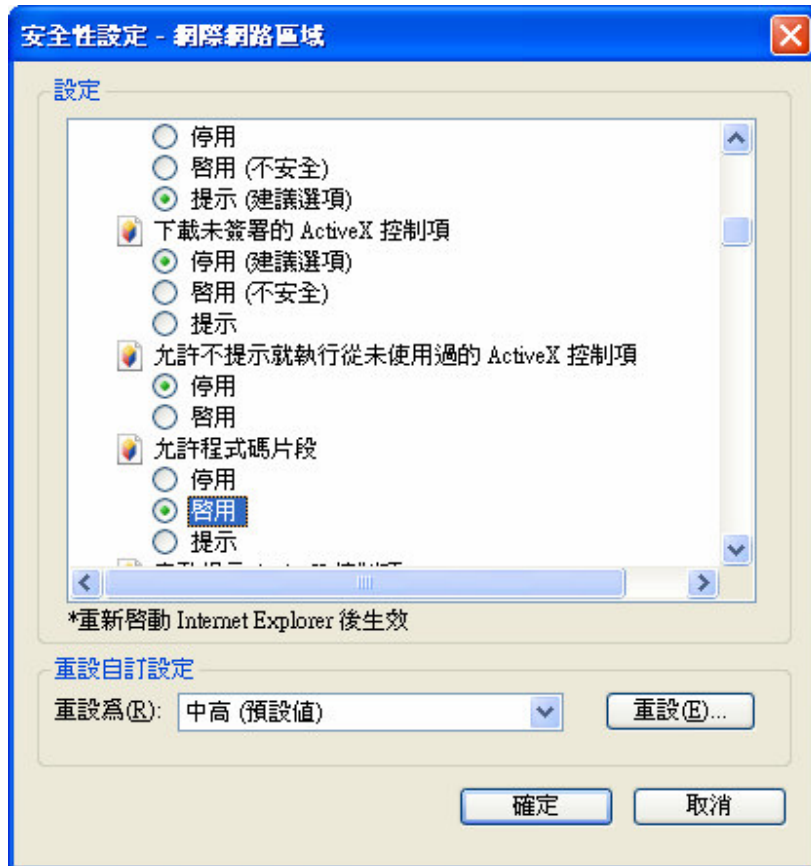 安全性設定 - 網際網路區域
設定
停用
啓用 (不安全)
提示 (建議選項)
下載未簽署的 ActiveX 控制項
停用 (建議選項)
啓用 (不安全)
提示
允許不提示就執行從未使用過的 ActiveX 控制項
停用
啓用
允許程式碼片段
停用
啓用
提示
*重新啓動 Internet Explorer 後生效
重設自訂設定
重設爲(R):
中高 (預設值)
重設(E)...
確定
取消